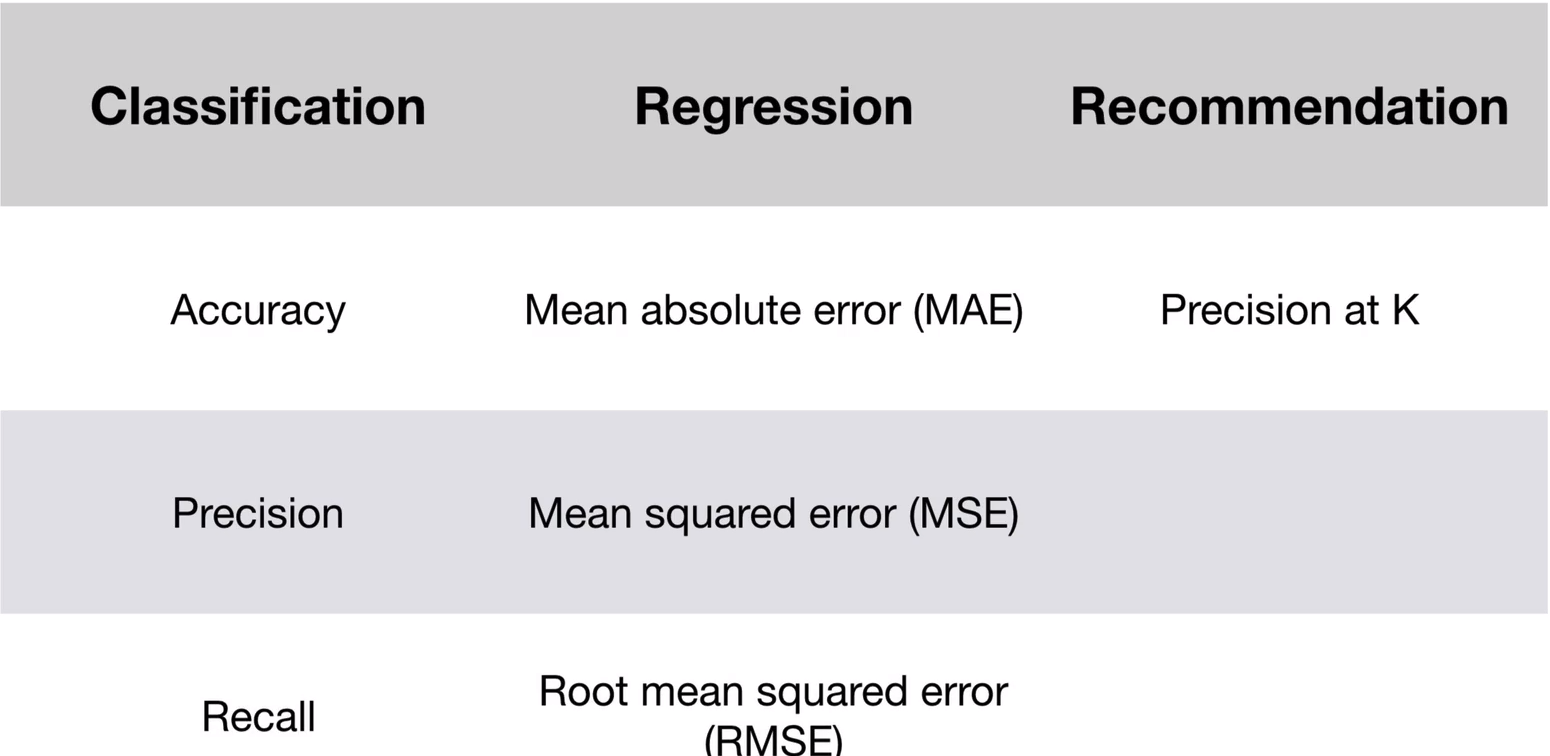 Classification Regression Recommendation
Accuracy Mean absolute error (MAE) Precision at K
Precision Mean squared error (MSE)
Recall Root mean squared error
(RMSE)